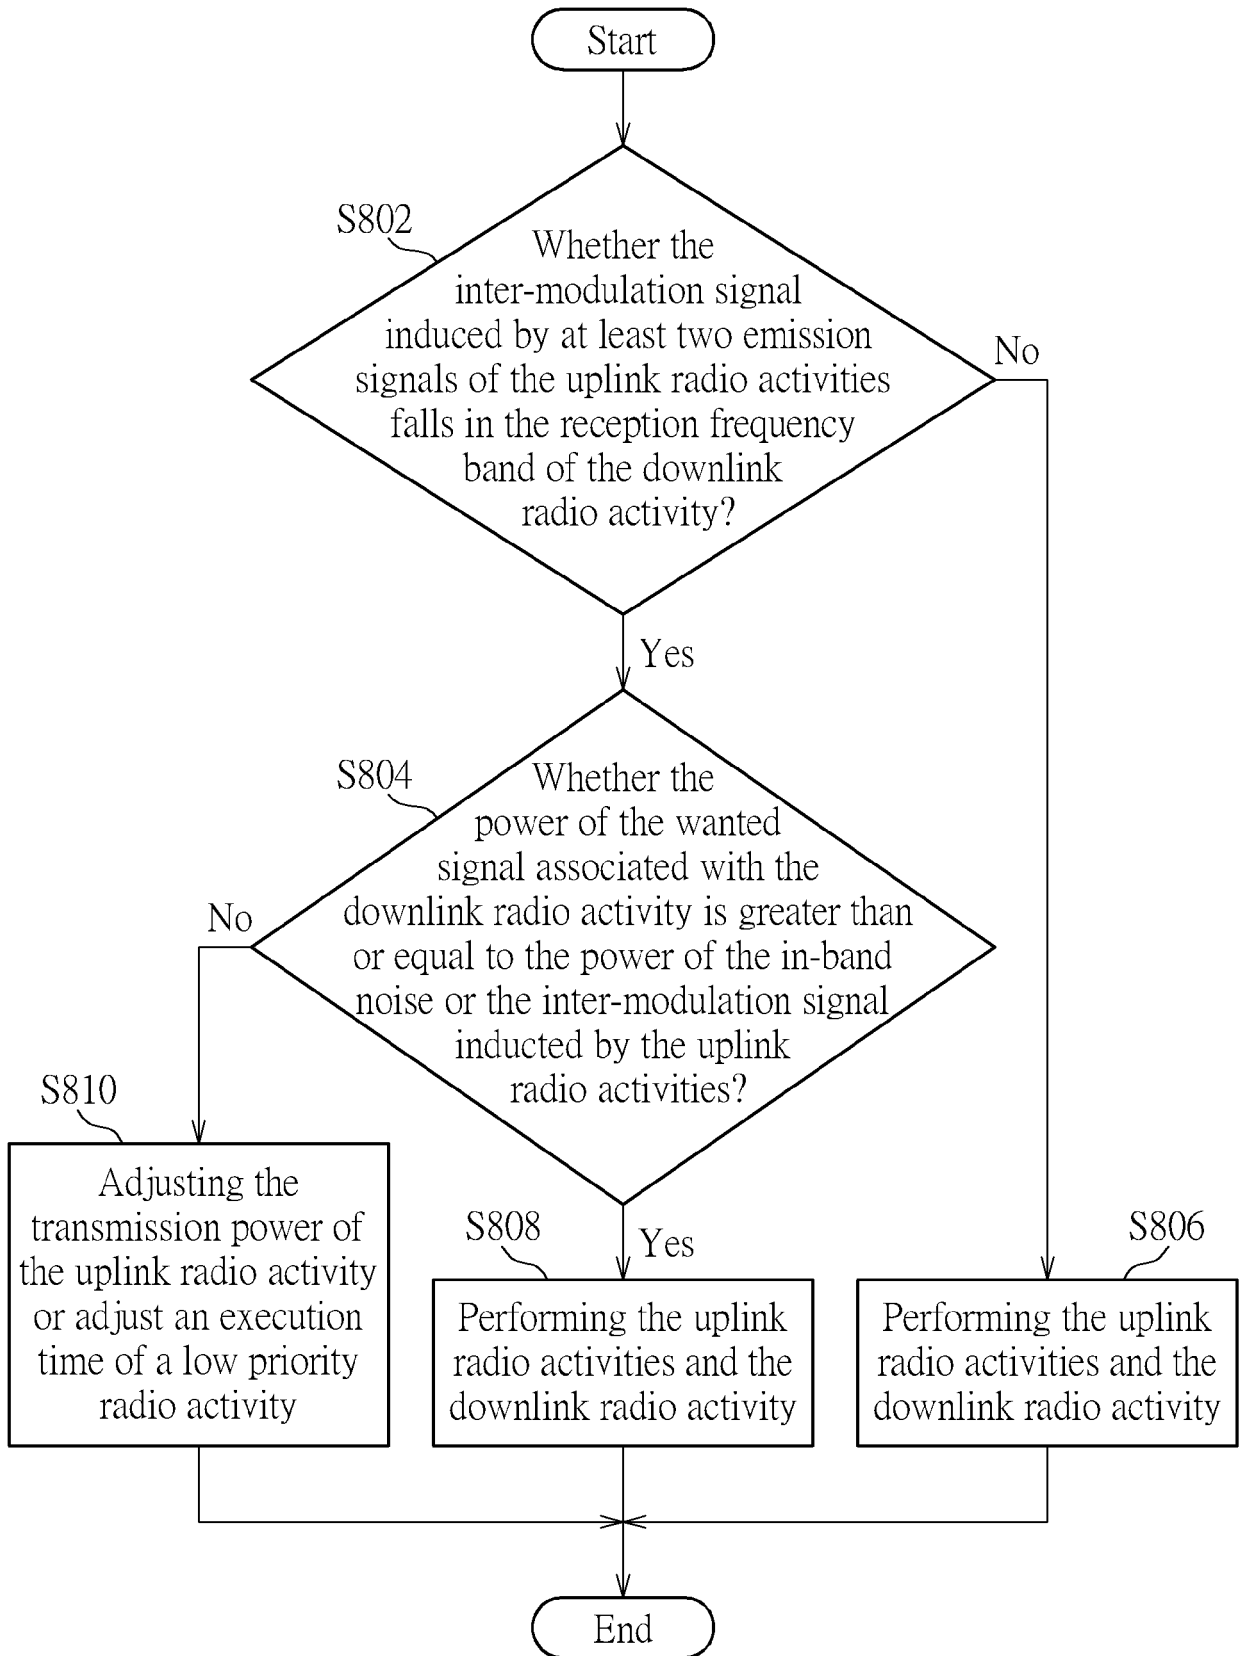 Start
S802
Whether the
inter-modulation signal
induced by at least two emission
signals of the uplink radio activities
falls in the reception frequency
band of the downlink
radio activity?
No
Yes
S804
Whether the
power of the wanted
signal associated with the
downlink radio activity is greater than
or equal to the power of the in-band
noise or the inter-modulation signal
inducted by the uplink
radio activities?
No
S810
Adjusting the
transmission power of
the uplink radio activity
or adjust an execution
time of a low priority
radio activity
Yes
S808
Performing the uplink
radio activities and the
downlink radio activity
S806
Performing the uplink
radio activities and the
downlink radio activity
End